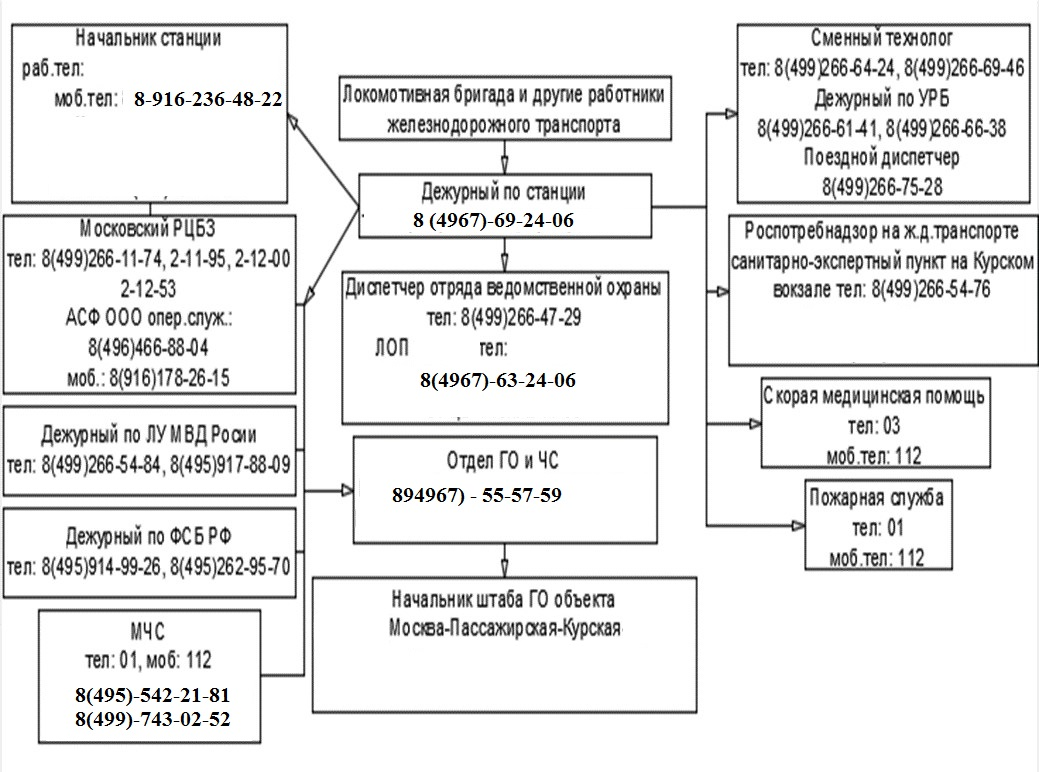 Начальник станции
раб.тел:
моб.тел: 8-916-236-48-22
Локомотивная бригада и другие работники
железнодорожного транспорта
Дежурный по станции
8 (4967)-69-24-06
Сменный технолог
тел: 8(499)266-64-24, 8(499)266-69-46
Дежурный по УРБ
8(499)266-61-41, 8(499)266-66-38
Поездной диспетчер
8(499)266-75-28
Московский РЦБЗ
тел: 8(499)266-11-74, 2-11-95, 2-12-00
2-12-53
АСФ ООО опер.служ.:
8(496)466-88-04
моб.: 8(916)178-26-15
Диспетчер отряда ведомственной охраны
тел: 8(499)266-47-29
ЛОП тел:
8(4967)-63-24-06
Роспотребнадзор на ж.д.транспорте
санитарно-экспертный пункт на Курском
вокзале тел: 8(499)266-54-76
Скорая медицинская помощь
тел: 03
моб.тел: 112
Дежурный по ЛУ МВД Росии
тел: 8(499)266-54-84, 8(495)917-88-09
Отдел ГО и ЧС
894967) - 55-57-59
Пожарная служба
тел: 01
моб.тел: 112
Дежурный по ФСБ РФ
тел: 8(495)914-99-26, 8(495)262-95-70
Начальник штаба ГО объекта
Москва-Пассажирская-Курская
МЧС
тел: 01, моб: 112
8(495)-542-21-81
8(499)-743-02-52